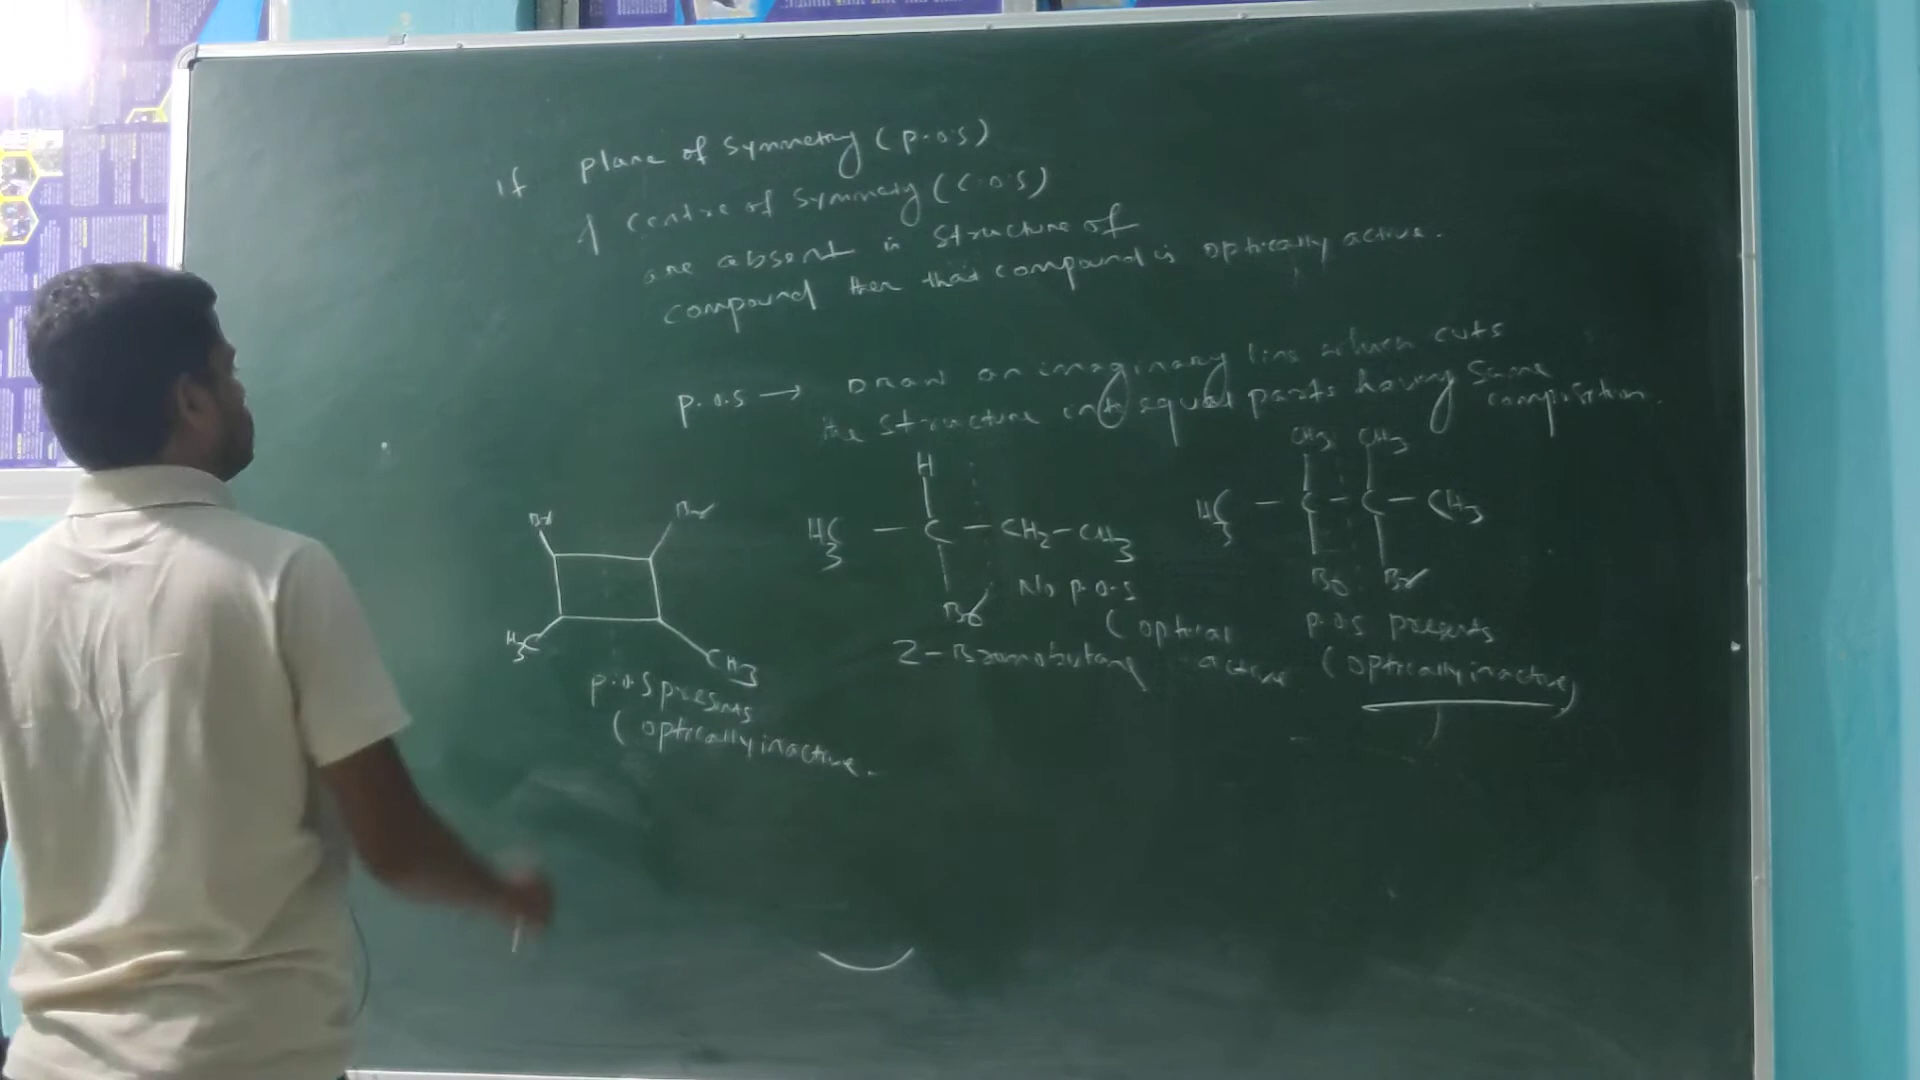 If plane of symmetry (P.O.S)
& centre of symmety (C.O.S)
are absent in structure of
compound then that compound is optically active.
P.O.S → Draw an imaginary line which cuts
the structure into equal parts having same
composition.
Br Br
H3C CH3
P.O.S presents
(optically inactive.
H
H3C - C - CH2 - CH3
Br
No P.O.S
(optical
active
2-Bromobutane
CH3 CH3
H3C - C - C - CH3
Br Br
P.O.S presents
(optically inactive)